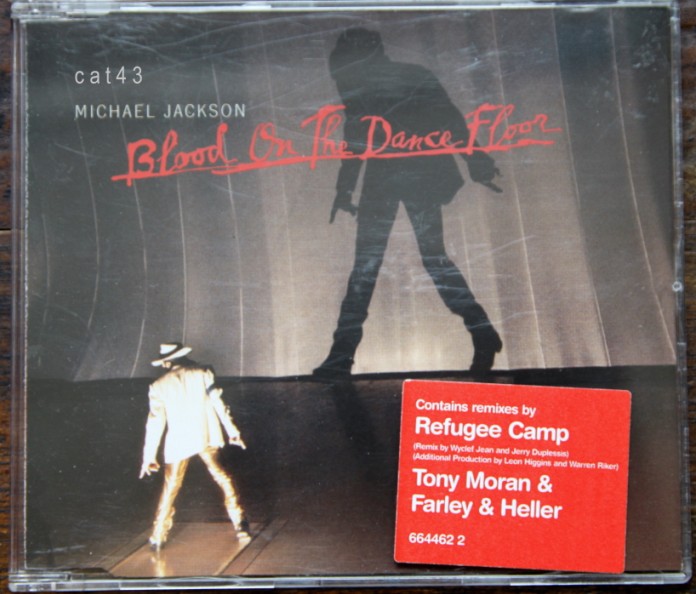 cat43
MICHAEL JACKSON
Blood On The Dance Floor
Contains remixes by
Refugee Camp
(Remix by Wyclef Jean and Jerry Duplessis)
(Additional Production by Leon Higgins and Warren Riker)
Tony Moran &
Farley & Heller
664462 2